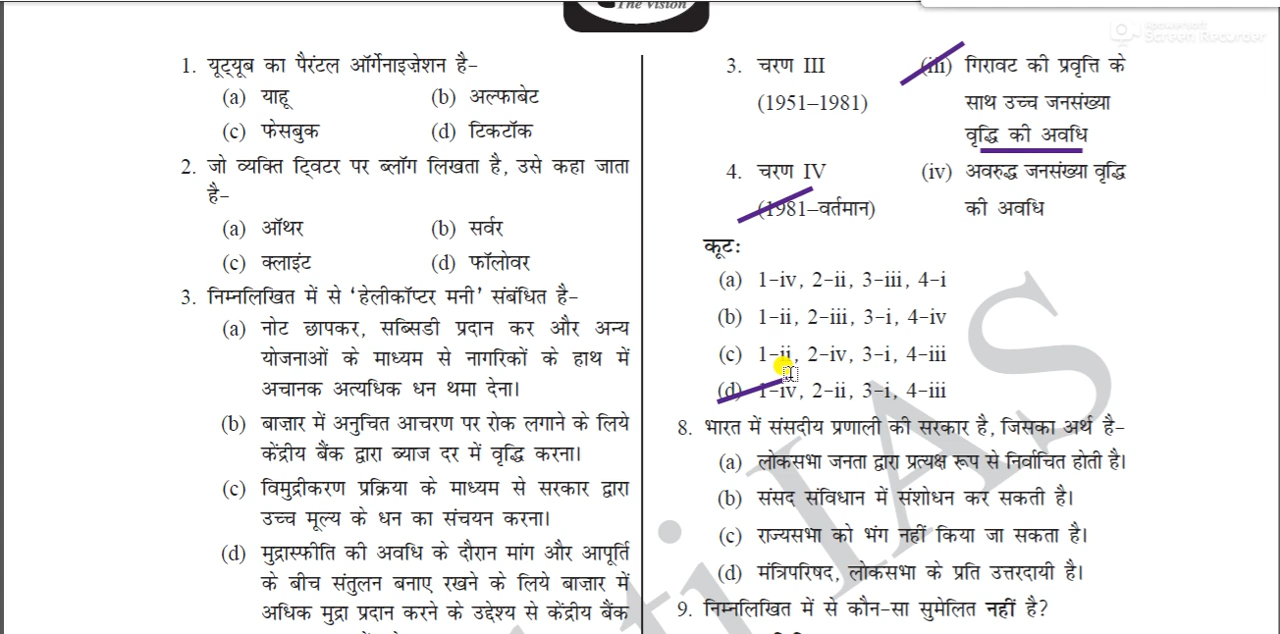 The Vision
Apowersoft
Screen Recorder
1. यूट्यूब का पैरंटल ऑर्गेनाइज़ेशन है–
(a) याहू (b) अल्फाबेट
(c) फेसबुक (d) टिकटॉक
2. जो व्यक्ति ट्विटर पर ब्लॉग लिखता है, उसे कहा जाता
है–
(a) ऑथर (b) सर्वर
(c) क्लाइंट (d) फॉलोवर
3. निम्नलिखित में से ‘हेलीकॉप्टर मनी’ संबंधित है–
(a) नोट छापकर, सब्सिडी प्रदान कर और अन्य
योजनाओं के माध्यम से नागरिकों के हाथ में
अचानक अत्यधिक धन थमा देना।
(b) बाजार में अनुचित आचरण पर रोक लगाने के लिये
केंद्रीय बैंक द्वारा ब्याज दर में वृद्धि करना।
(c) विमुद्रीकरण प्रक्रिया के माध्यम से सरकार द्वारा
उच्च मूल्य के धन का संचयन करना।
(d) मुद्रास्फीति की अवधि के दौरान मांग और आपूर्ति
के बीच संतुलन बनाए रखने के लिये बाजार में
अधिक मुद्रा प्रदान करने के उद्देश्य से केंद्रीय बैंक
3. चरण III (iii) गिरावट की प्रवृत्ति के
(1951–1981) साथ उच्च जनसंख्या
वृद्धि की अवधि
4. चरण IV (iv) अवरुद्ध जनसंख्या वृद्धि
(1981–वर्तमान) की अवधि
कूटः
(a) 1-iv, 2-ii, 3-iii, 4-i
(b) 1-ii, 2-iii, 3-i, 4-iv
(c) 1-ii, 2-iv, 3-i, 4-iii
(d) 1-iv, 2-ii, 3-i, 4-iii
8. भारत में संसदीय प्रणाली की सरकार है, जिसका अर्थ है–
(a) लोकसभा जनता द्वारा प्रत्यक्ष रूप से निर्वाचित होती है।
(b) संसद संविधान में संशोधन कर सकती है।
(c) राज्यसभा को भंग नहीं किया जा सकता है।
(d) मंत्रिपरिषद, लोकसभा के प्रति उत्तरदायी है।
9. निम्नलिखित में से कौन-सा सुमेलित नहीं है?
ti IAS